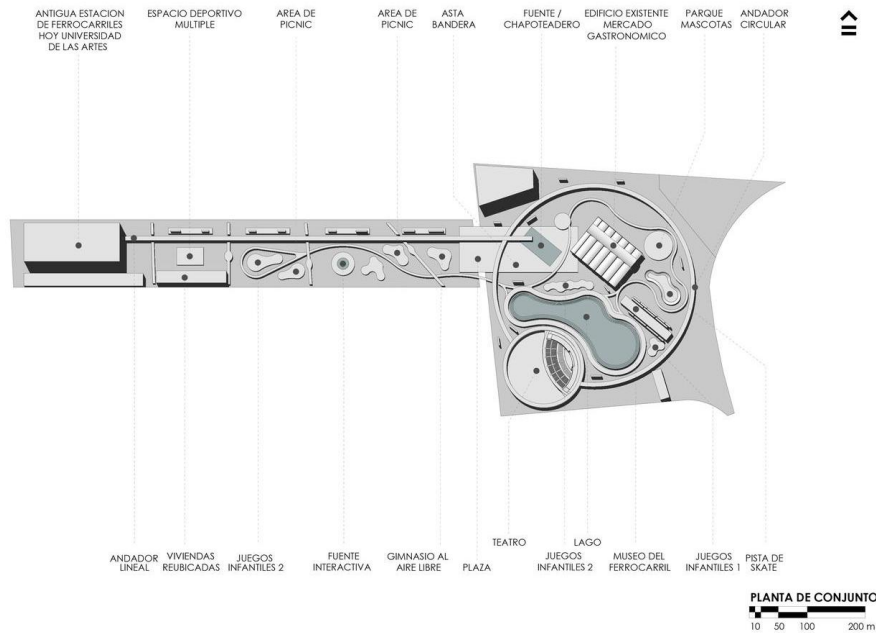 ANTIGUA ESTACION
DE FERROCARRILES
HOY UNIVERSIDAD
DE LAS ARTES
ESPACIO DEPORTIVO
MULTIPLE
AREA DE
PICNIC
AREA DE
PICNIC
ASTA
BANDERA
FUENTE /
CHAPOTEADERO
EDIFICIO EXISTENTE
MERCADO
GASTRONOMICO
PARQUE
MASCOTAS
ANDADOR
CIRCULAR
ANDADOR
LINEAL
VIVIENDAS
REUBICADAS
JUEGOS
INFANTILES 2
FUENTE
INTERACTIVA
GIMNASIO AL
AIRE LIBRE
PLAZA
TEATRO
JUEGOS
INFANTILES 2
LAGO
MUSEO DEL
FERROCARRIL
JUEGOS
INFANTILES 1
PISTA DE
SKATE
PLANTA DE CONJUNTO
10 50 100 200 m